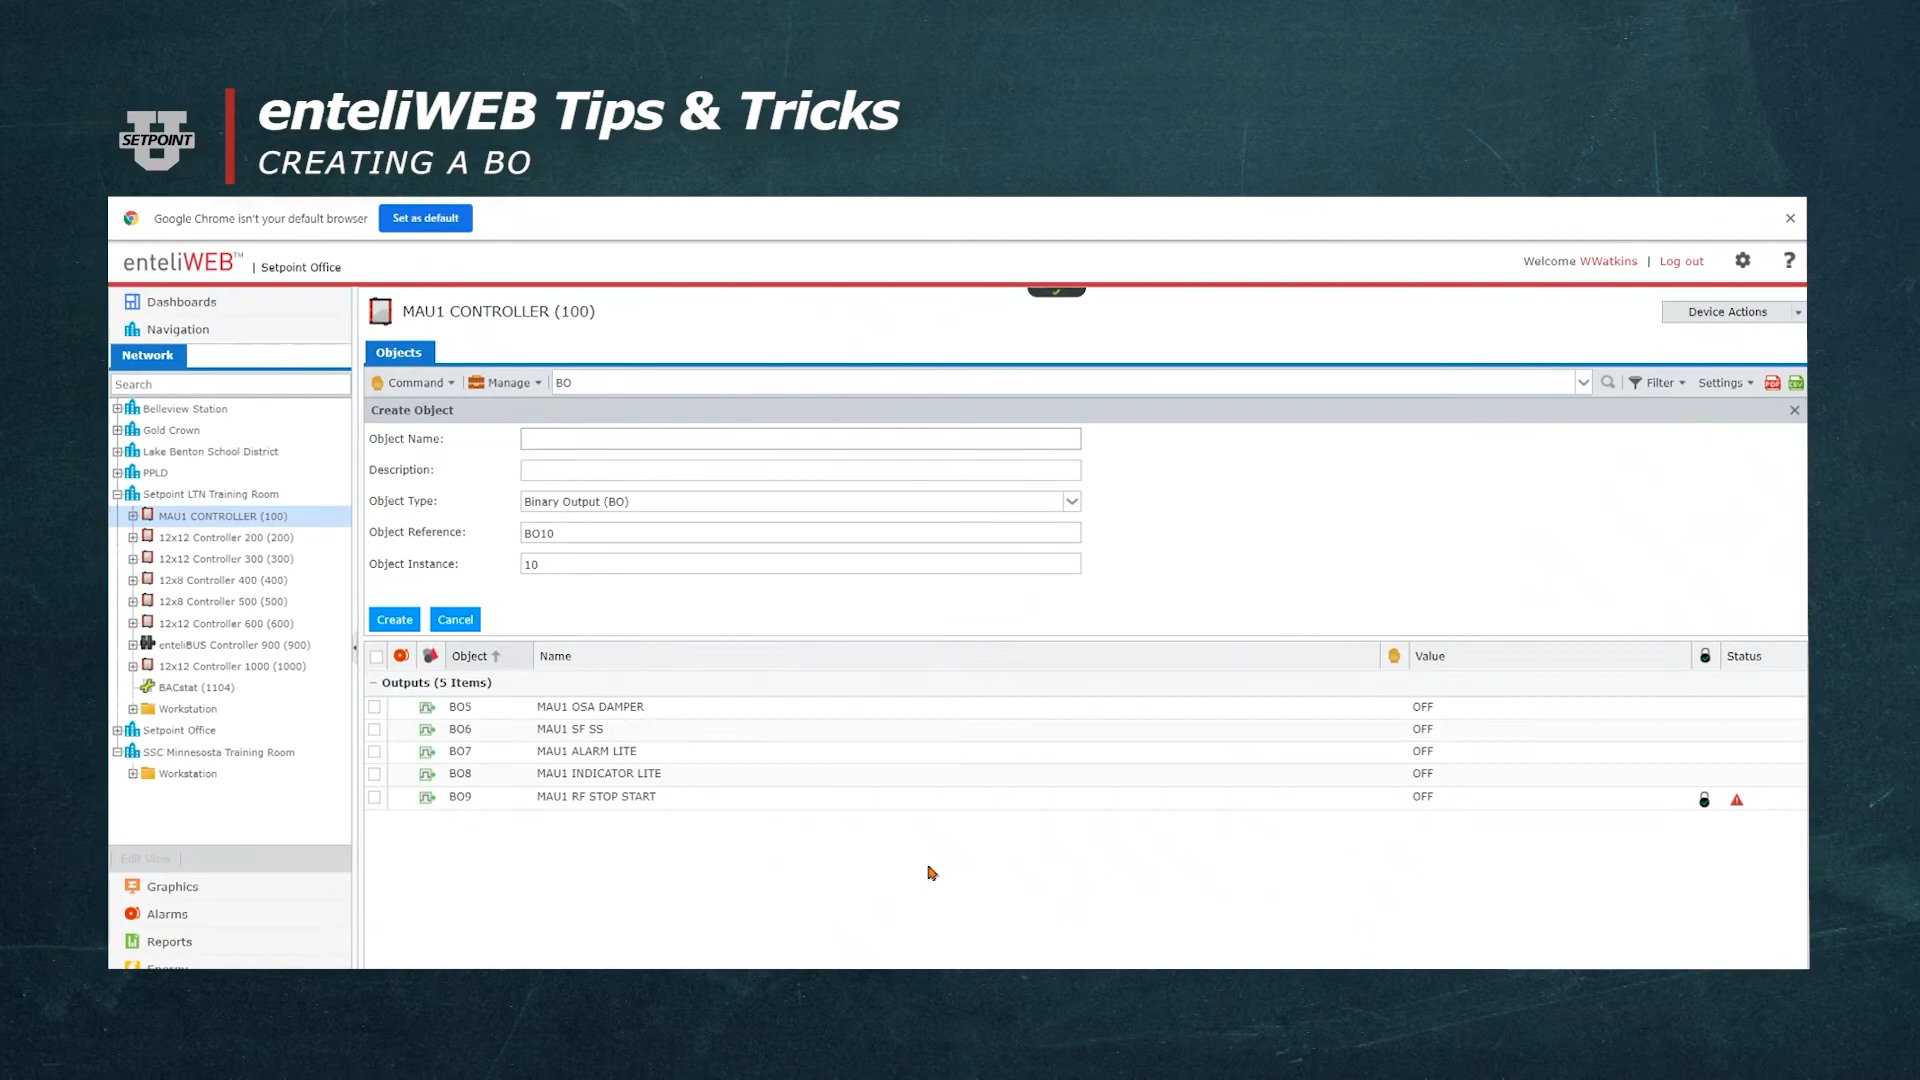 SETPOINT
U
enteliWEB Tips & Tricks
CREATING A BO
Google Chrome isn't your default browser
Set as default
enteliWEB™ | Setpoint Office
Welcome WWatkins | Log out
?
Dashboards
Navigation
Network
Search
Belleview Station
Gold Crown
Lake Benton School District
PPLD
Setpoint LTN Training Room
MAU1 CONTROLLER (100)
12x12 Controller 200 (200)
12x12 Controller 300 (300)
12x8 Controller 400 (400)
12x8 Controller 500 (500)
12x12 Controller 600 (600)
enteliBUS Controller 900 (900)
12x12 Controller 1000 (1000)
BACstat (1104)
Workstation
Setpoint Office
SSC Minnesosta Training Room
Workstation
Edit View
Graphics
Alarms
Reports
Energy
MAU1 CONTROLLER (100)
Device Actions
Objects
Command Manage BO Filter Settings PDF CSV
Create Object
Object Name:
Description:
Object Type: Binary Output (BO)
Object Reference: BO10
Object Instance: 10
Create Cancel
Object Name Value Status
Outputs (5 Items)
BO5 MAU1 OSA DAMPER OFF
BO6 MAU1 SF SS OFF
BO7 MAU1 ALARM LITE OFF
BO8 MAU1 INDICATOR LITE OFF
BO9 MAU1 RF STOP START OFF